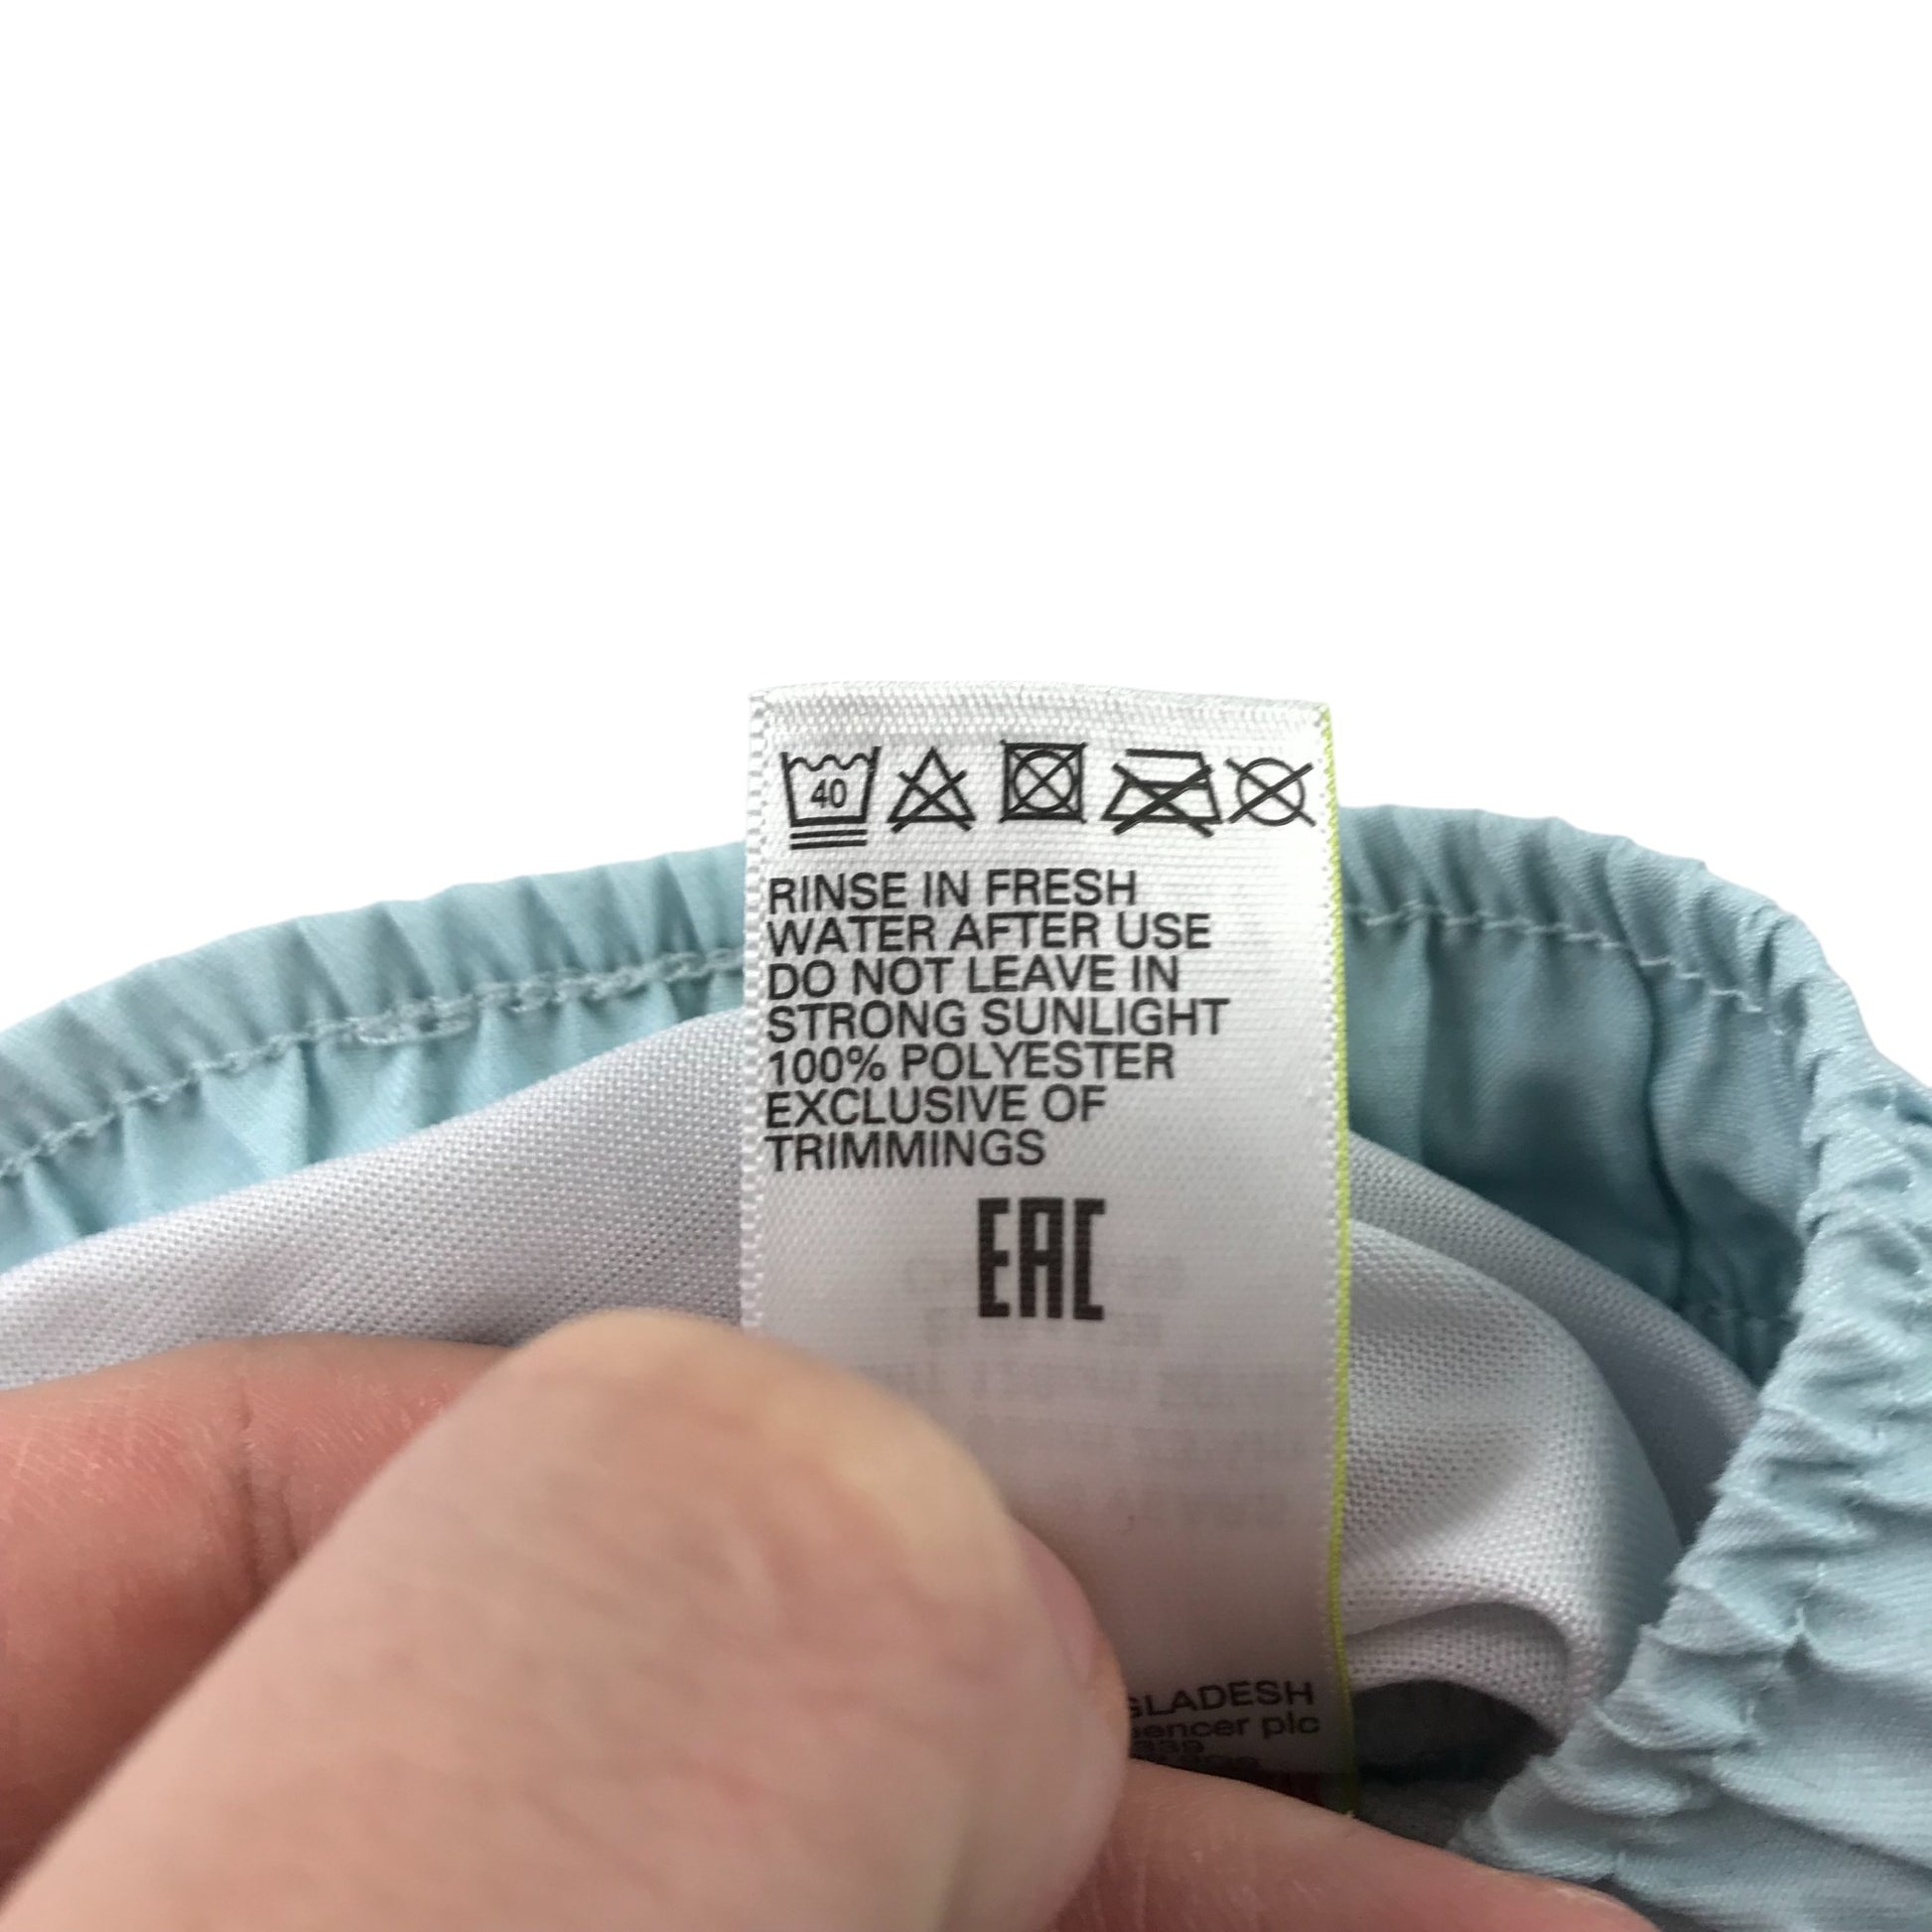 40
RINSE IN FRESH
WATER AFTER USE
DO NOT LEAVE IN
STRONG SUNLIGHT
100% POLYESTER
EXCLUSIVE OF
TRIMMINGS
EAC
GLADESH
encer plc